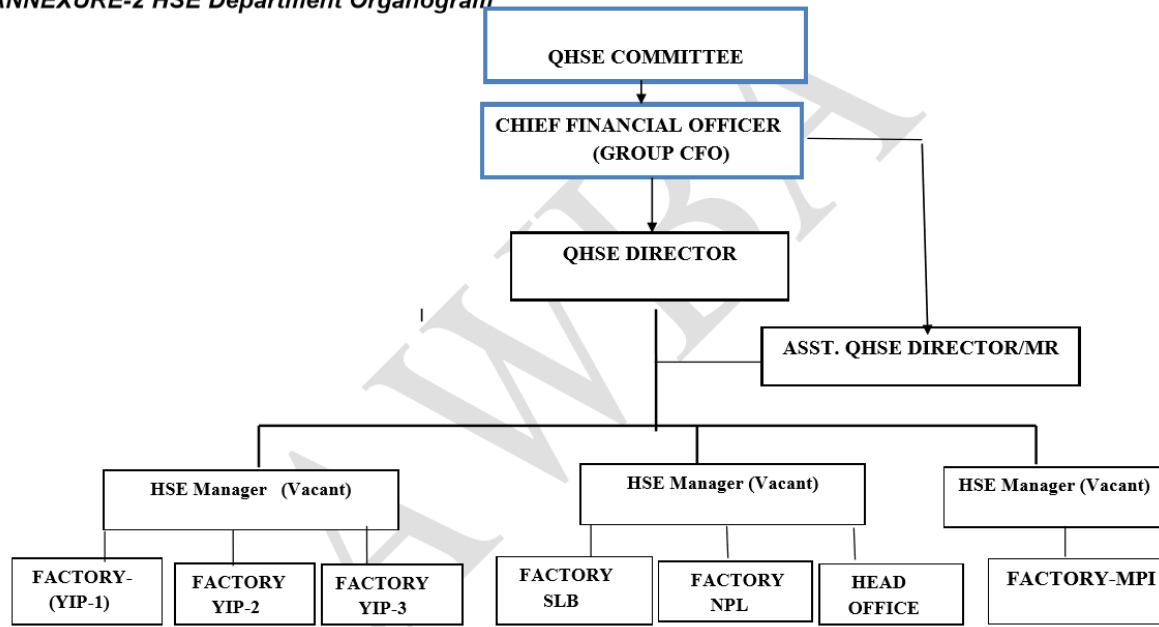 ANNEXURE-2 HSE Department Organogram
QHSE COMMITTEE
CHIEF FINANCIAL OFFICER
(GROUP CFO)
QHSE DIRECTOR
ASST. QHSE DIRECTOR/MR
HSE Manager (Vacant)
HSE Manager (Vacant)
HSE Manager (Vacant)
FACTORY-
(YIP-1)
FACTORY
YIP-2
FACTORY
YIP-3
FACTORY
SLB
FACTORY
NPL
HEAD
OFFICE
FACTORY-MPI
A WBA